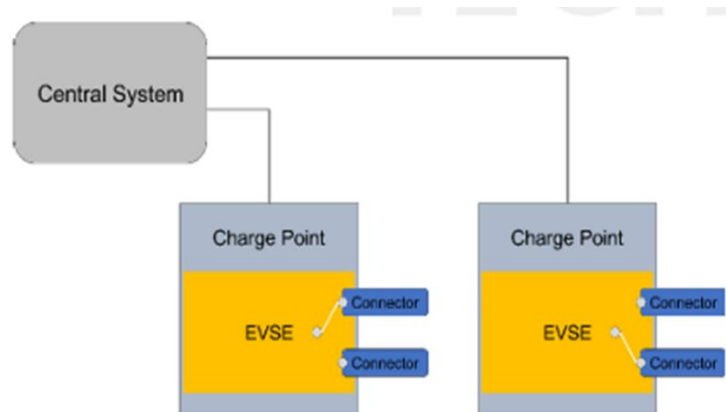 Central System
Charge Point
EVSE
Connector
Connector
Charge Point
EVSE
Connector
Connector